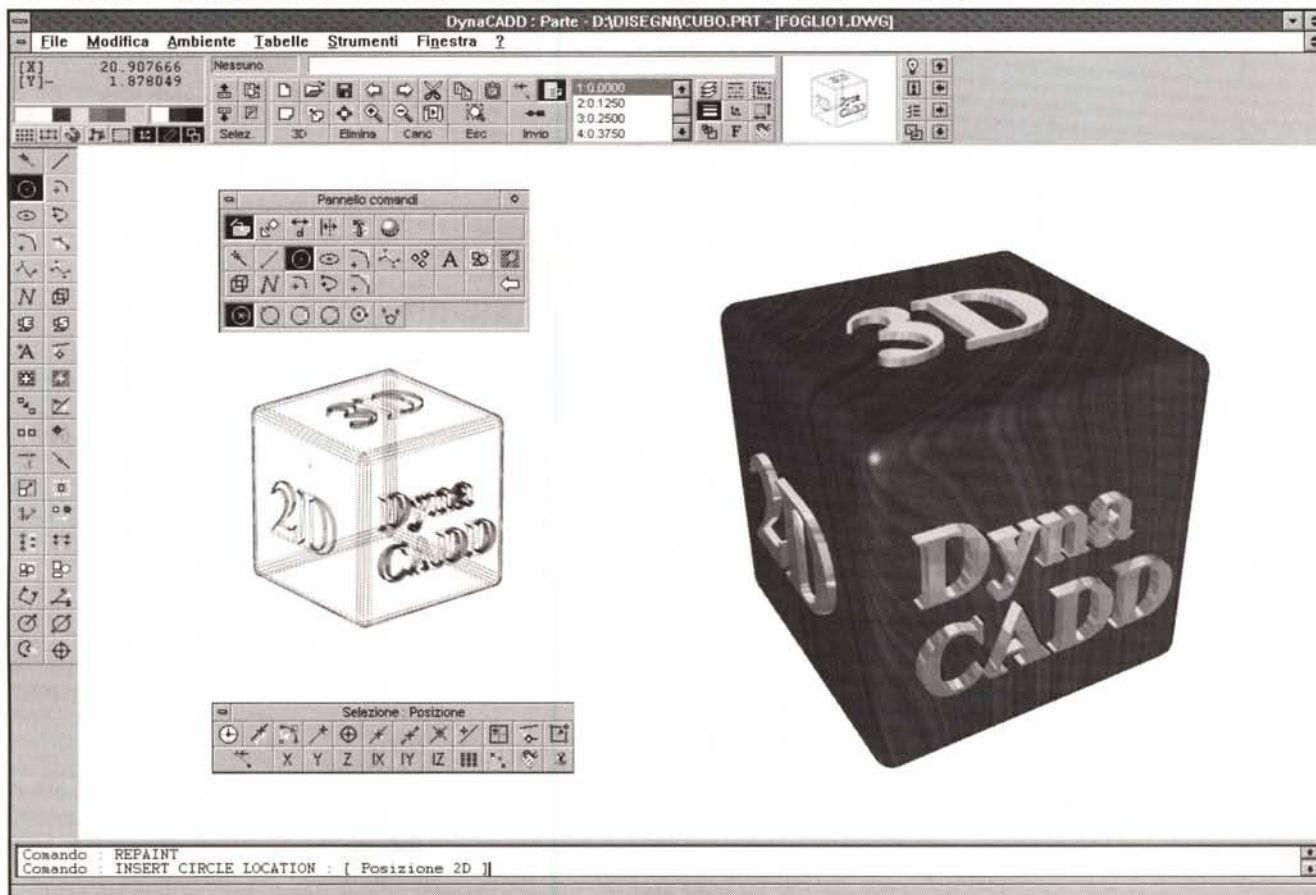 DynaCADD : Parte - D:\DISEGNI\CUBO.PRT - [FOGLIO1.DWG]
File Modifica Ambiente Tabelle Strumenti Finestra ?
[X] 20.907666
[Y]- 1.878049
Nessuno
1:0.0000
2:0.1250
3:0.2500
4:0.3750
F
Selez. 3D Elimina Canc Esc Invio
Pannello comandi
d
A
N
3D
2D
Dyna
CADD
3D
2D
Dyna
CADD
N
A
Selezione : Posizione
X Y Z IX IY IZ
Comando : REPAINT
Comando : INSERT CIRCLE LOCATION : [ Posizione 2D ]